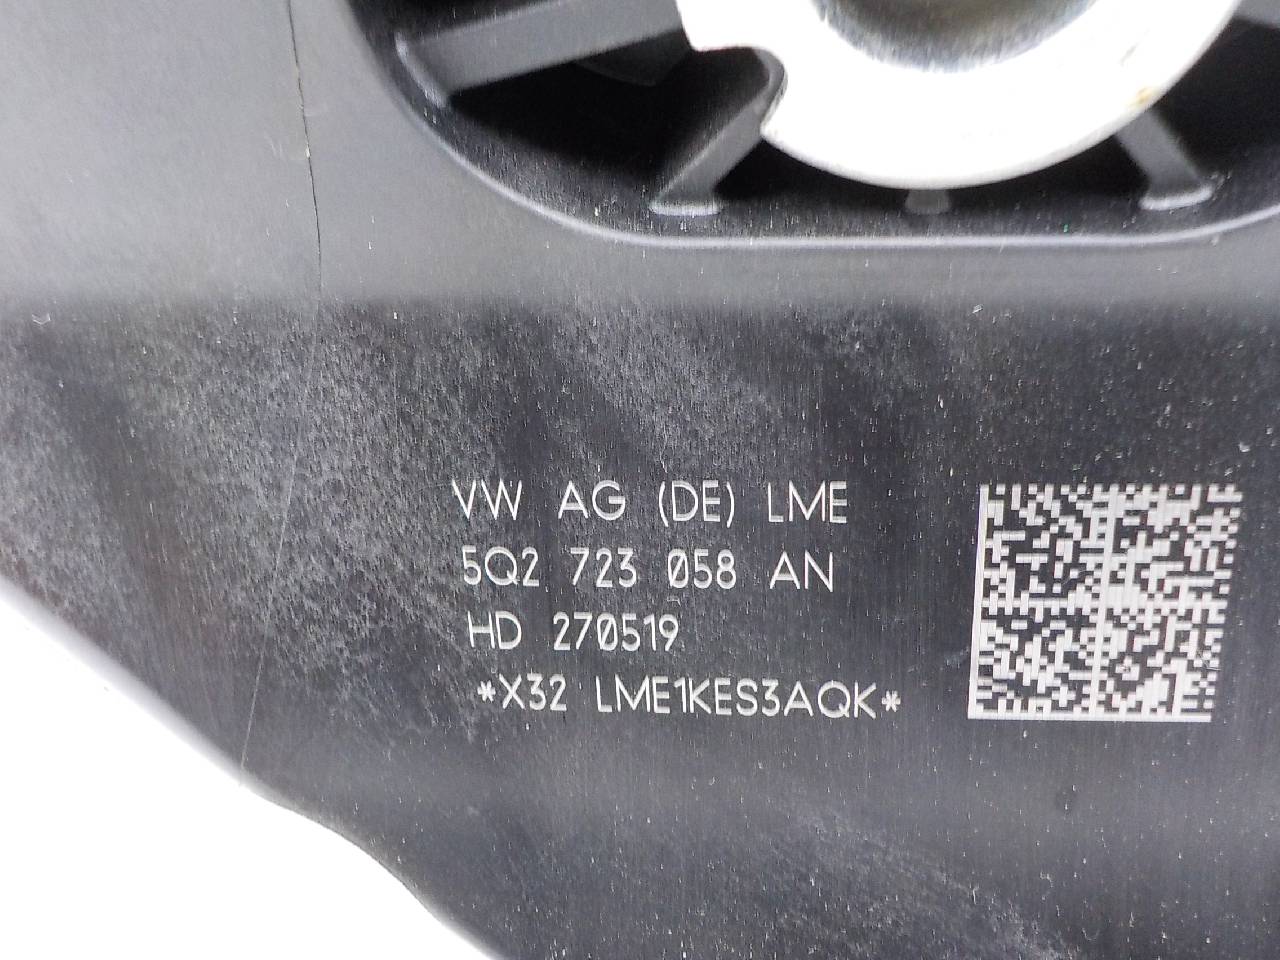 VW AG (DE) LME
5Q2 723 058 AN
HD 270519
*X32 LME1KES3AQK*